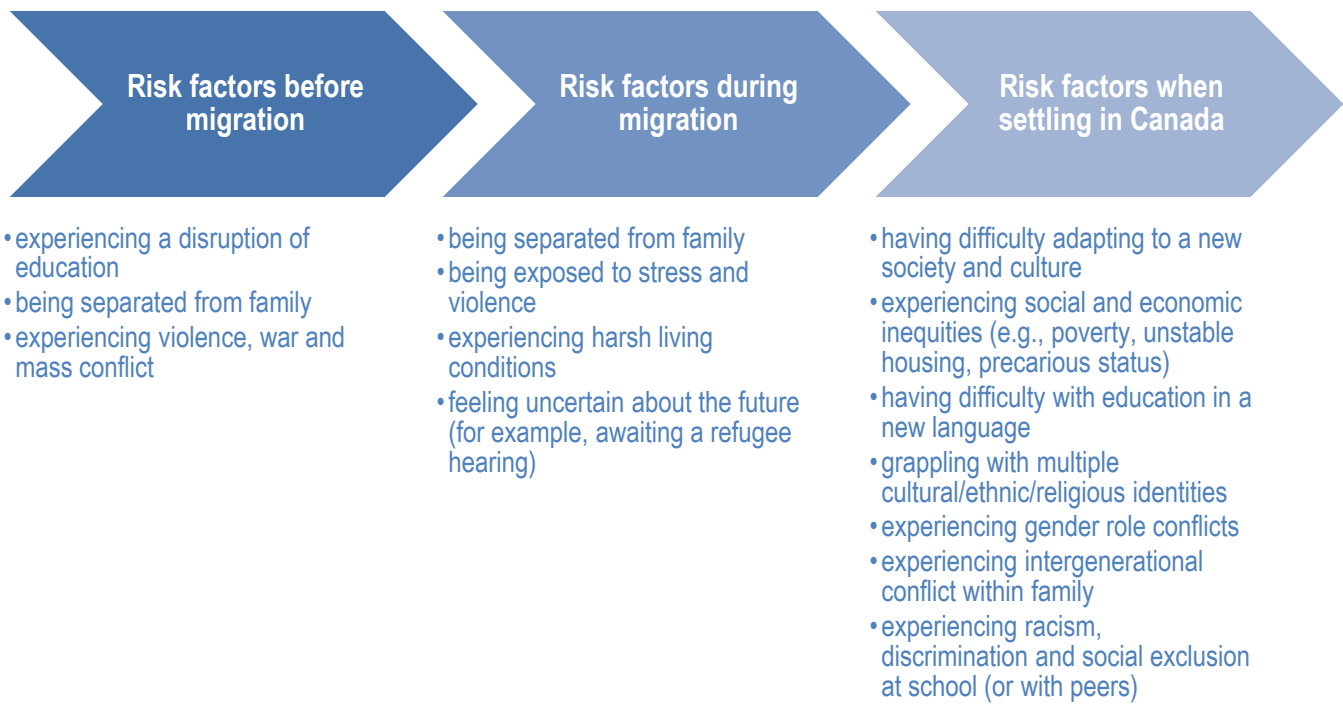 Risk factors before
migration
• experiencing a disruption of
education
• being separated from family
• experiencing violence, war and
mass conflict
Risk factors during
migration
• being separated from family
• being exposed to stress and
violence
• experiencing harsh living
conditions
• feeling uncertain about the future
(for example, awaiting a refugee
hearing)
Risk factors when
settling in Canada
• having difficulty adapting to a new
society and culture
• experiencing social and economic
inequities (e.g., poverty, unstable
housing, precarious status)
• having difficulty with education in a
new language
• grappling with multiple
cultural/ethnic/religious identities
• experiencing gender role conflicts
• experiencing intergenerational
conflict within family
• experiencing racism,
discrimination and social exclusion
at school (or with peers)